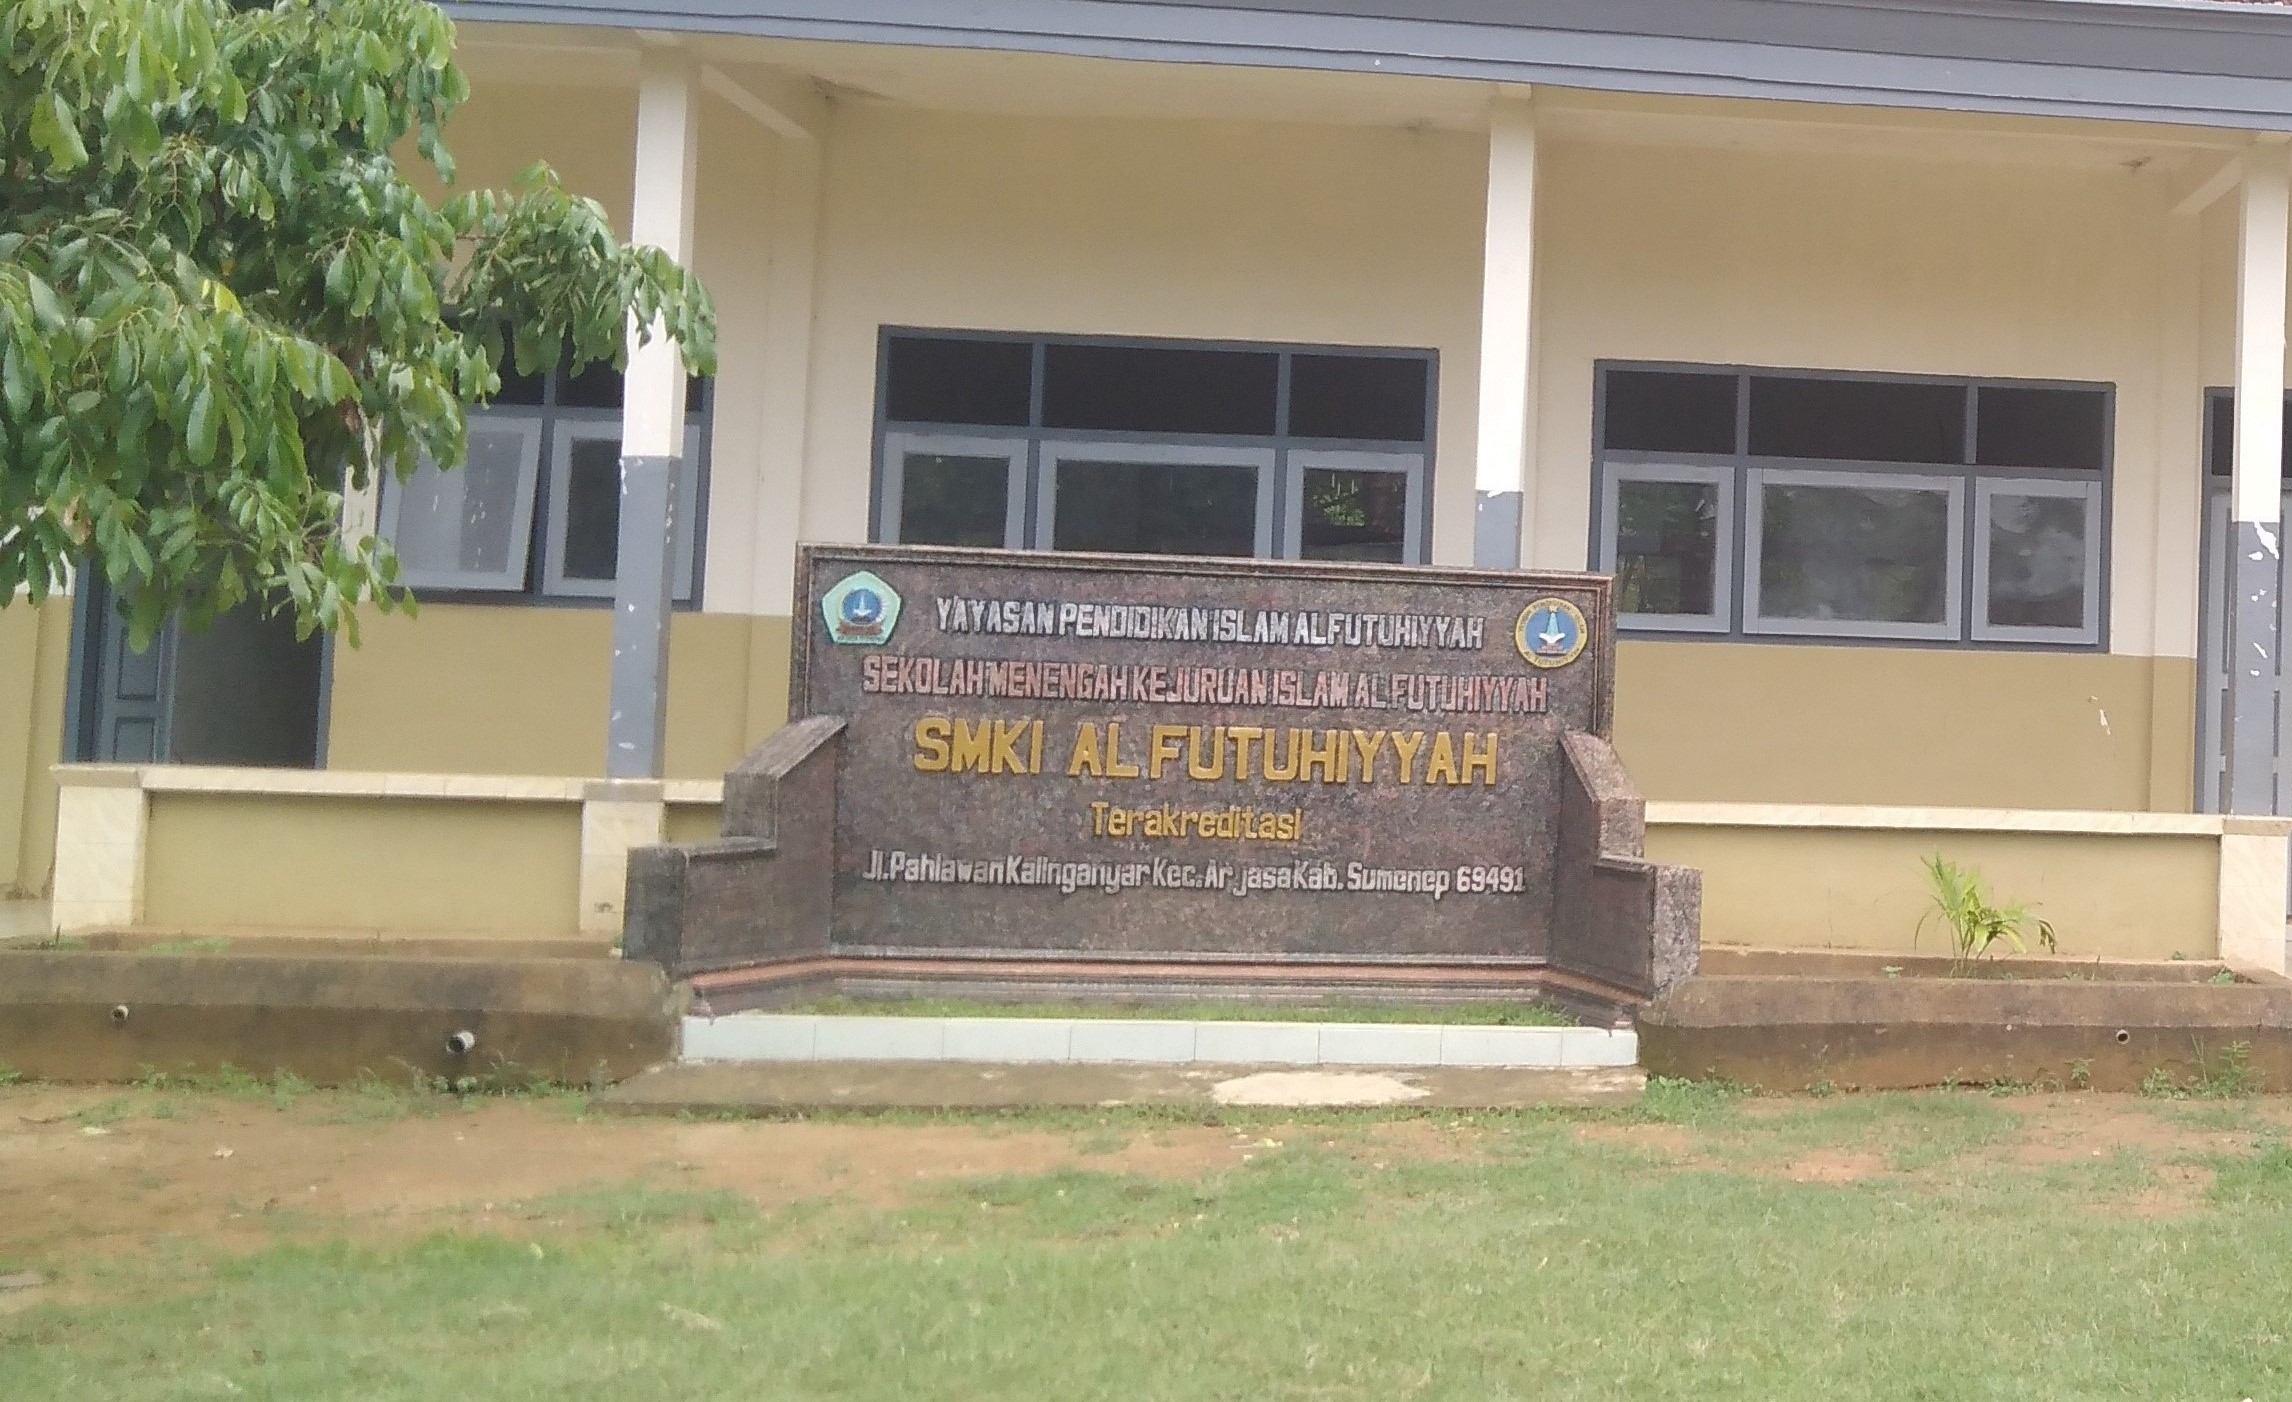 YAYASAN PENDIDIKAN ISLAM AL FUTUHIYYAH
SEKOLAH MENENGAH KEJURUAN ISLAM AL FUTUHIYYAH
SMKI AL FUTUHIYYAH
Terakreditasi
Jl.Pahlawan Kalinganyar Kec.Arjasa Kab.Sumenep 69491